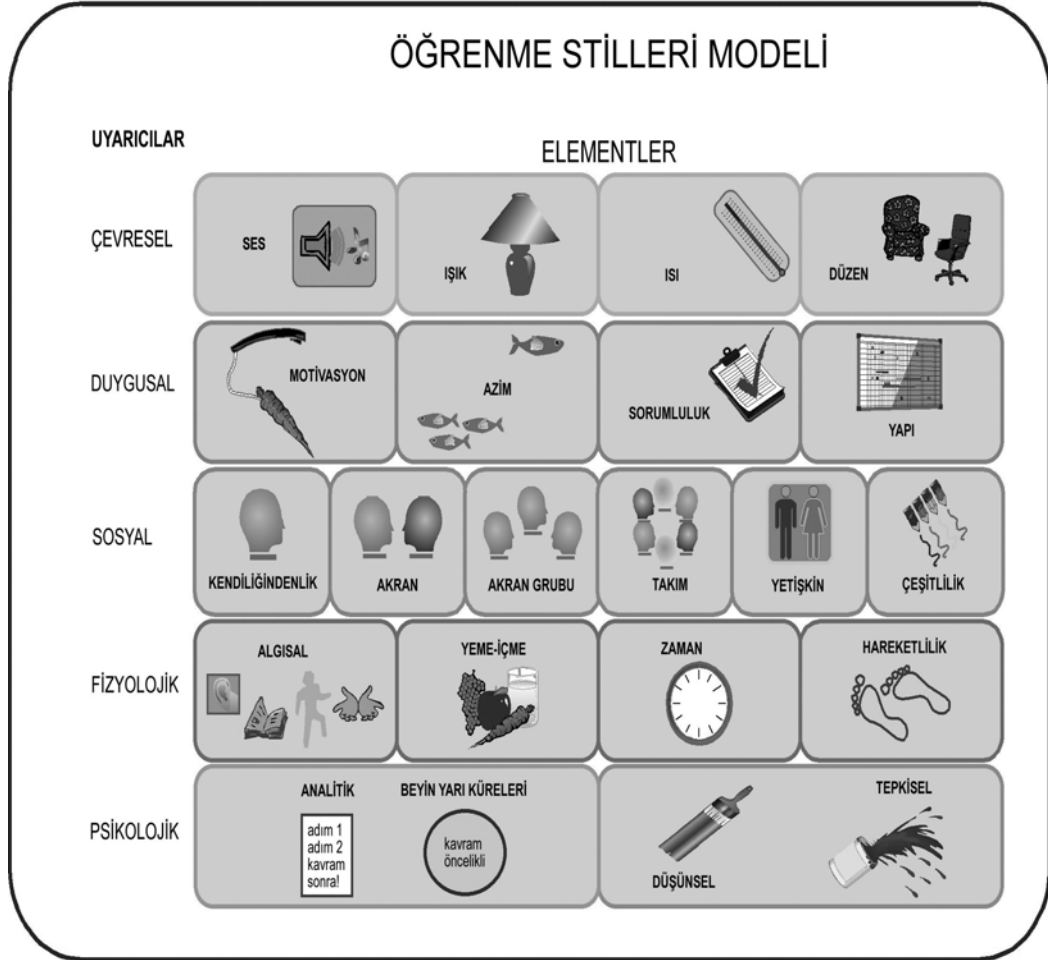 ÖĞRENME STİLLERİ MODELİ
UYARICILAR
ELEMENTLER
ÇEVRESEL
SES
IŞIK
ISI
DÜZEN
DUYGUSAL
MOTİVASYON
AZİM
SORUMLULUK
YAPI
SOSYAL
KENDİLİĞİNDENLİK
AKRAN
AKRAN GRUBU
TAKIM
YETİŞKİN
ÇEŞİTLİLİK
FİZYOLOJİK
ALGISAL
YEME-İÇME
ZAMAN
HAREKETLİLİK
PSİKOLOJİK
ANALİTİK
adım 1
adım 2
kavram
sonra!
BEYİN YARI KÜRELERİ
kavram
öncelikli
DÜŞÜNSEL
TEPKİSEL